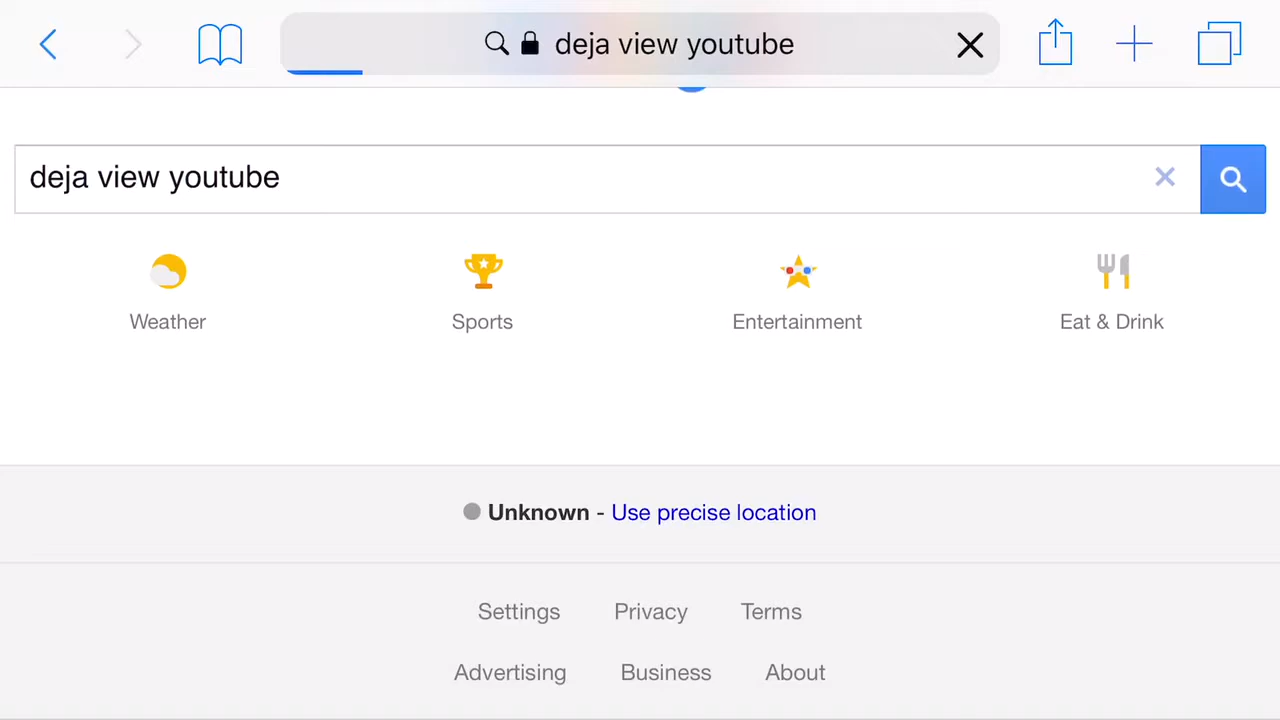 deja view youtube
deja view youtube
Weather Sports Entertainment Eat & Drink
Unknown - Use precise location
Settings Privacy Terms
Advertising Business About